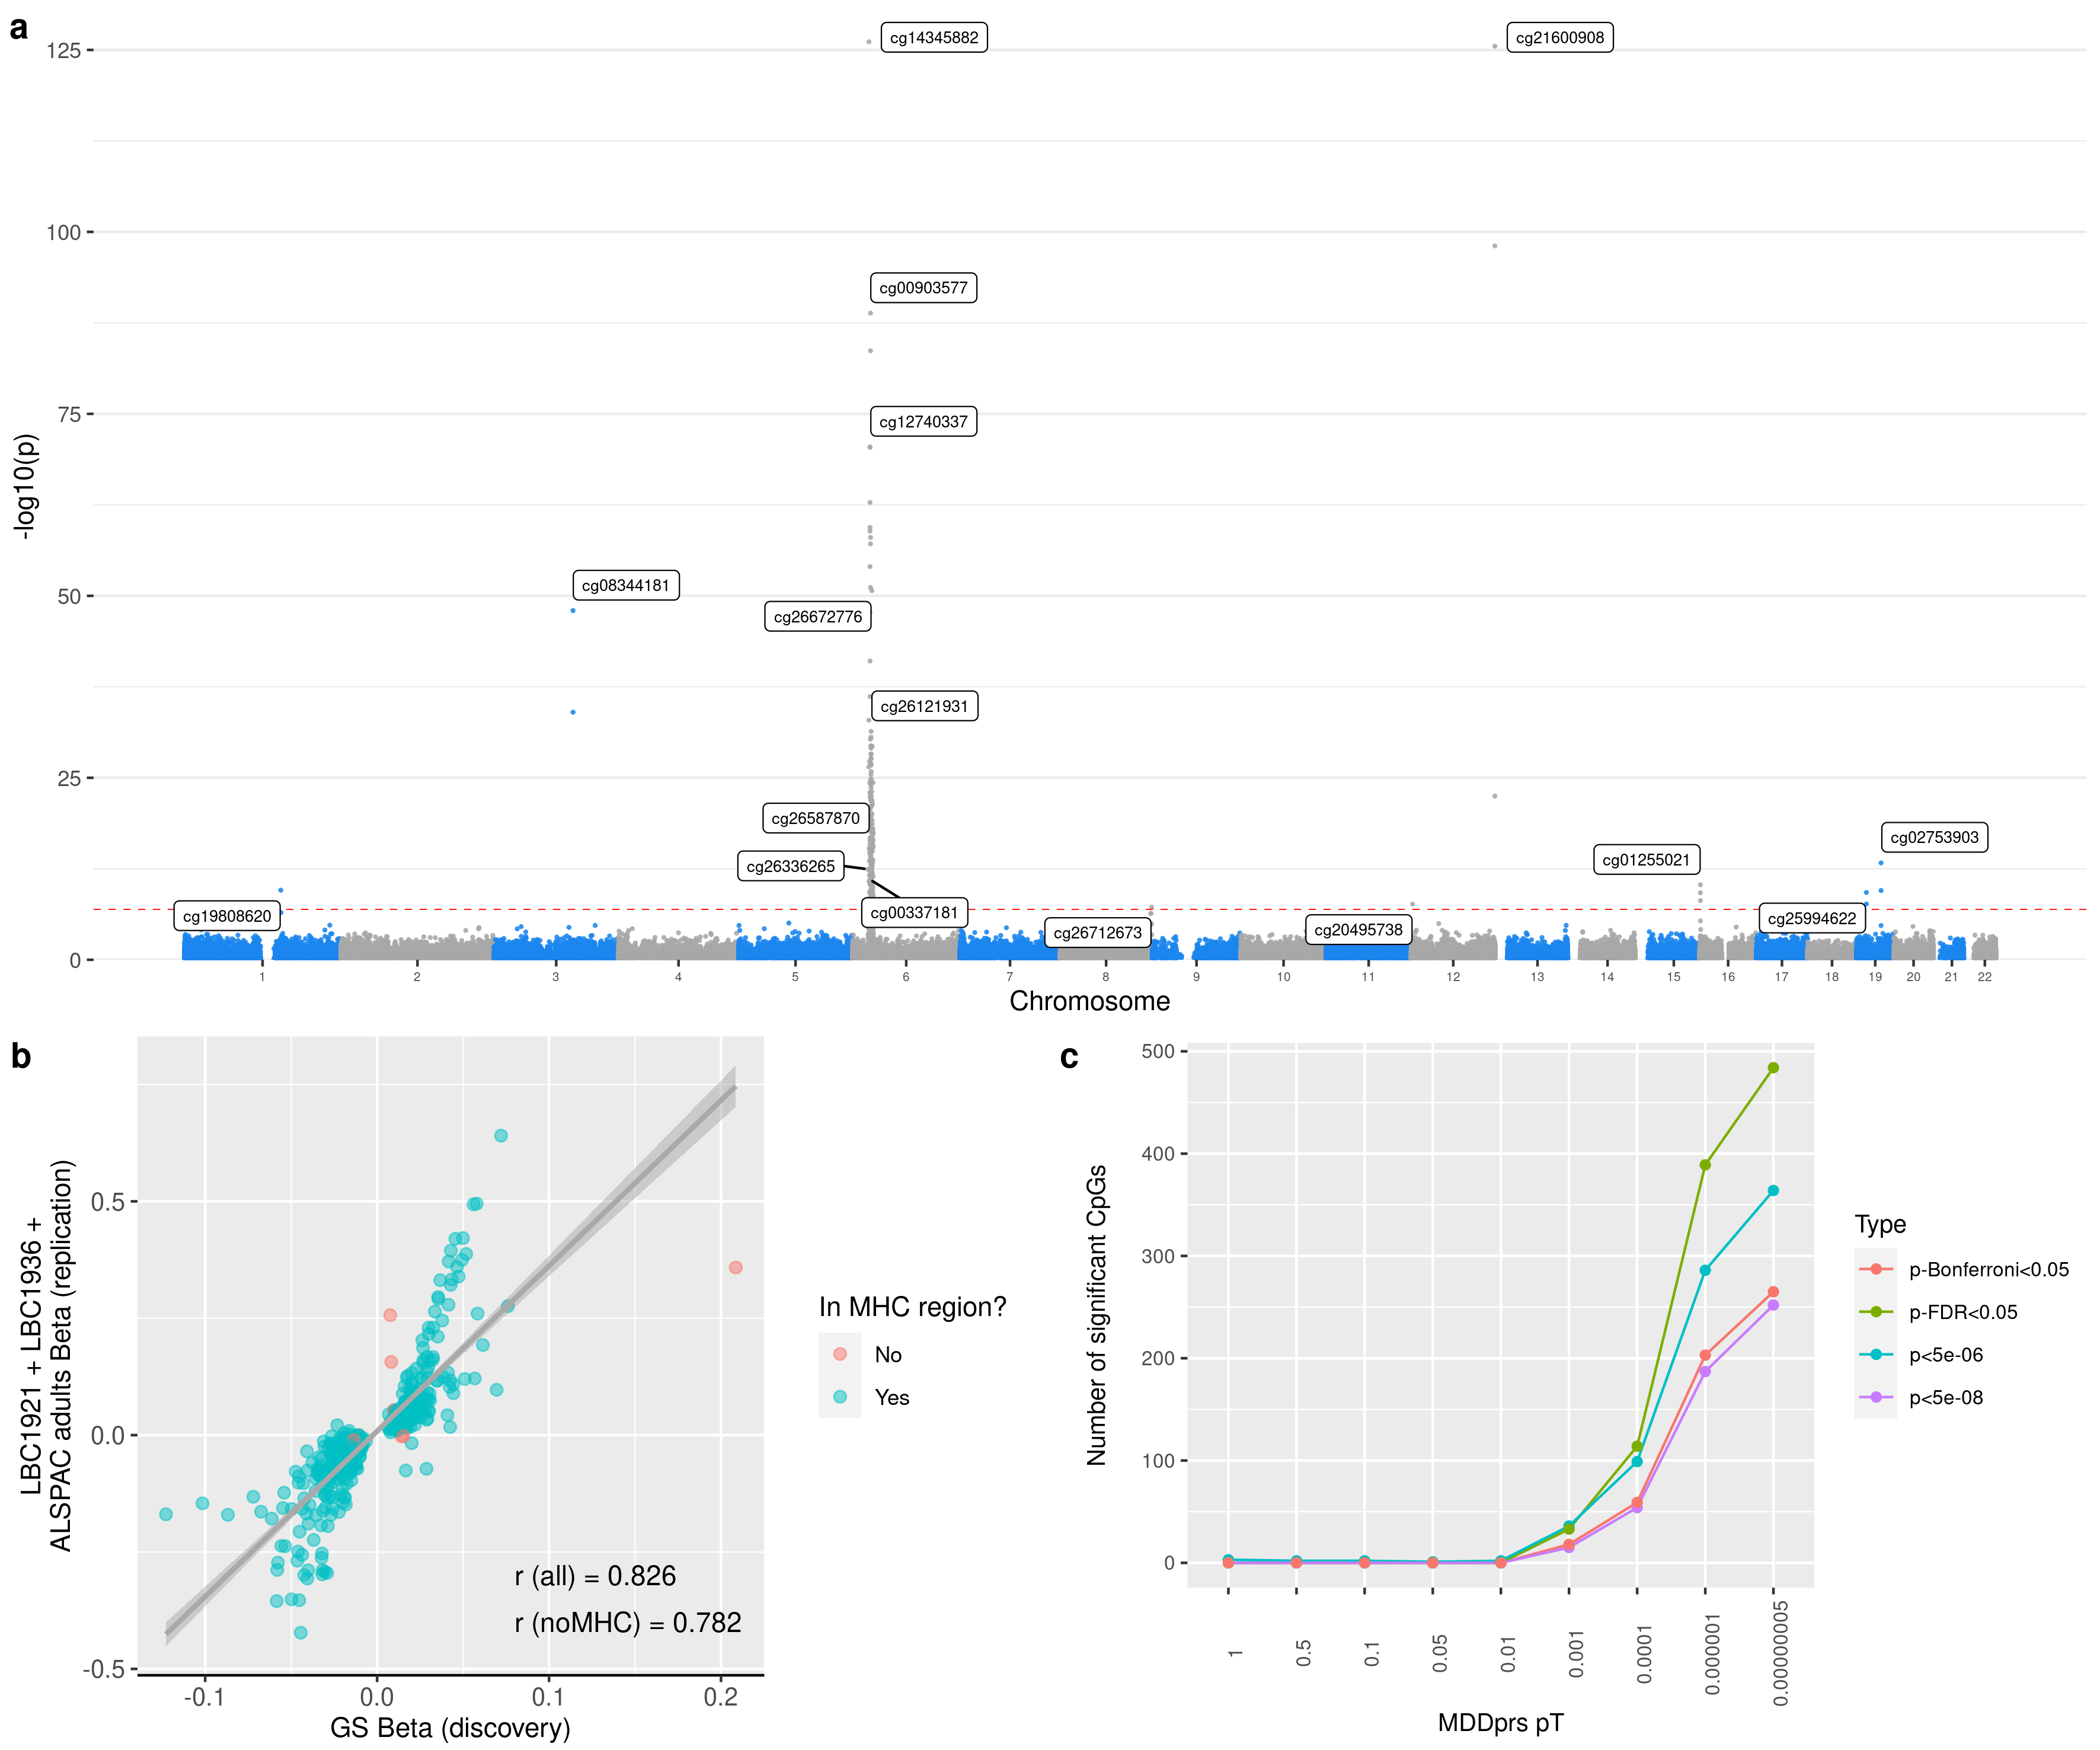 a
-log10(p)
125
100
75
50
25
0
cg14345882
cg21600908
cg00903577
cg12740337
cg08344181
cg26672776
cg26121931
cg26587870
cg02753903
cg26336265
cg01255021
cg19808620
cg00337181
cg25994622
cg26712673
cg20495738
1 2 3 4 5 6 7 8 9 10 11 12 13 14 15 16 17 18 19 20 21 22
Chromosome
b
LBC1921 + LBC1936 +
ALSPAC adults Beta (replication)
0.5
0.0
-0.5
r (all) = 0.826
r (noMHC) = 0.782
-0.1 0.0 0.1 0.2
GS Beta (discovery)
In MHC region?
No
Yes
c
Number of significant CpGs
500
400
300
200
100
0
1 0.5 0.1 0.05 0.01 0.001 0.0001 0.000001 0.00000005
MDDprs pT
Type
p-Bonferroni<0.05
p-FDR<0.05
p<5e-06
p<5e-08